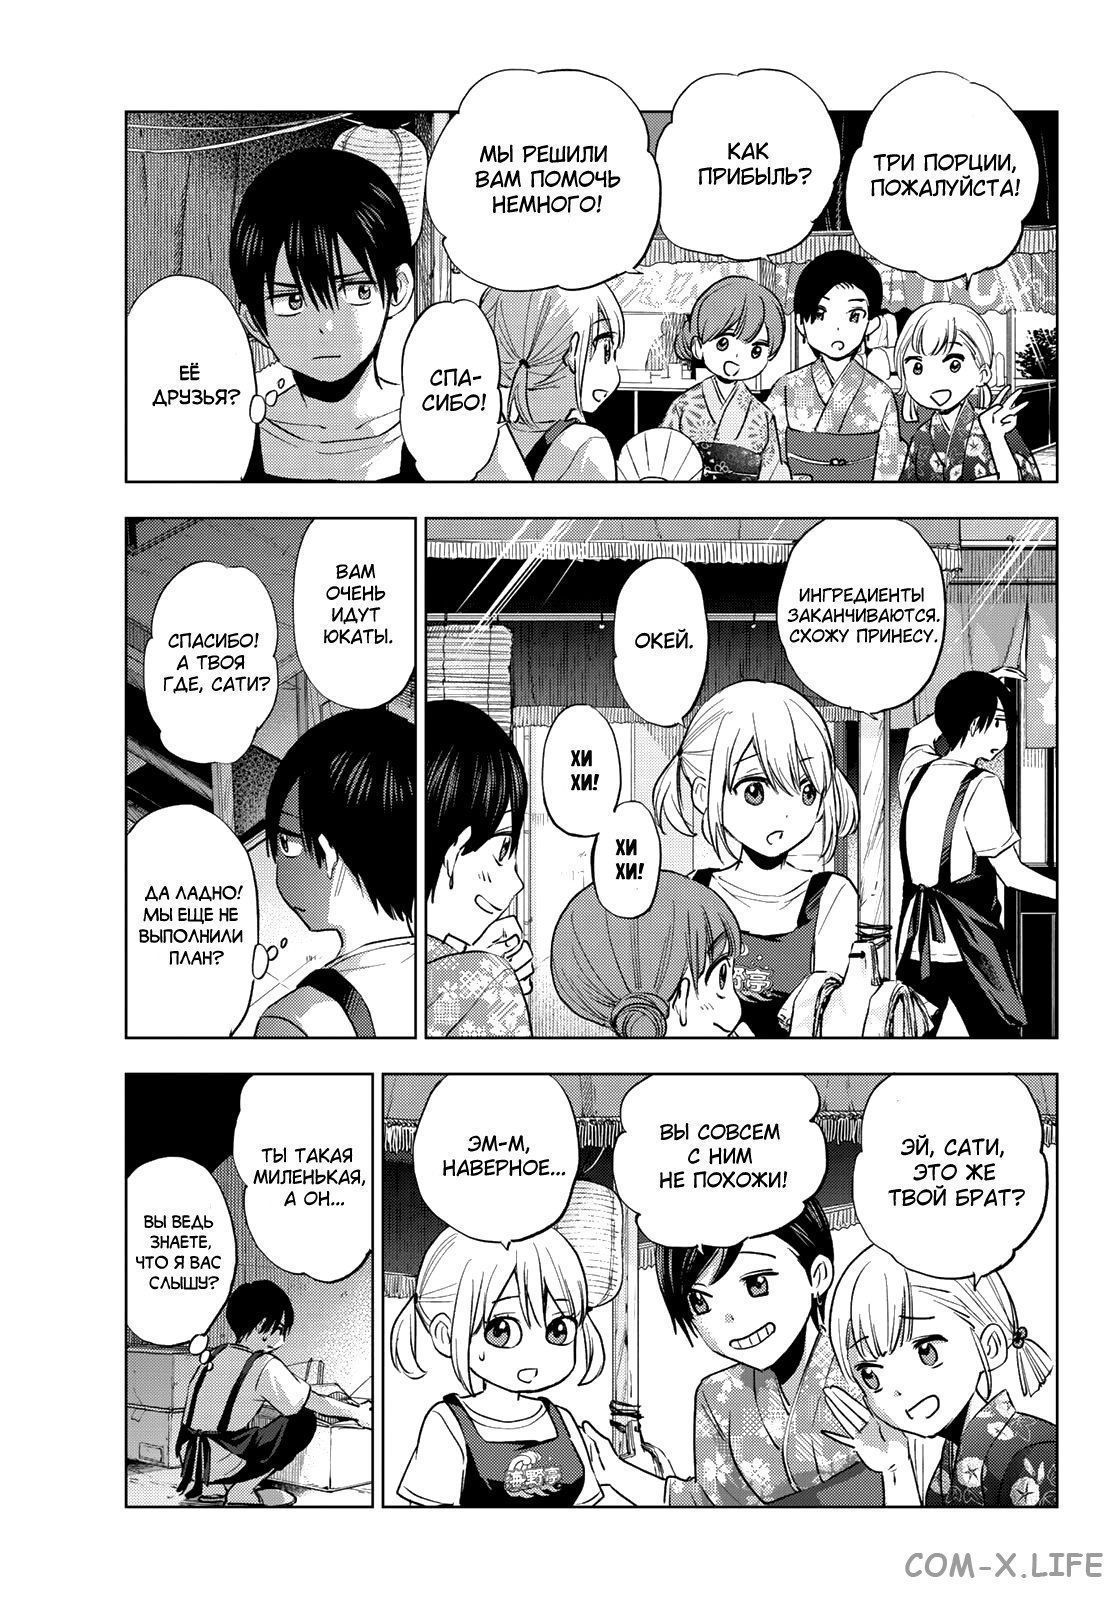 ТРИ ПОРЦИИ,
ПОЖАЛУЙСТА!
КАК
ПРИБЫЛЬ?
МЫ РЕШИЛИ
ВАМ ПОМОЧЬ
НЕМНОГО!
СПА-
СИБО!
ЕЁ
ДРУЗЬЯ?
ИНГРЕДИЕНТЫ
ЗАКАНЧИВАЮТСЯ.
СХОЖУ ПРИНЕСУ.
ОКЕЙ.
ХИ
ХИ!
ХИ
ХИ!
ВАМ
ОЧЕНЬ
ИДУТ
ЮКАТЫ.
СПАСИБО!
А ТВОЯ
ГДЕ, САТИ?
ДА ЛАДНО!
МЫ ЕЩЕ НЕ
ВЫПОЛНИЛИ
ПЛАН?
ЭЙ, САТИ,
ЭТО ЖЕ
ТВОЙ БРАТ?
ВЫ СОВСЕМ
С НИМ
НЕ ПОХОЖИ!
ЭМ-М,
НАВЕРНОЕ...
海野亭
ТЫ ТАКАЯ
МИЛЕНЬКАЯ,
А ОН...
ВЫ ВЕДЬ
ЗНАЕТЕ,
ЧТО Я ВАС
СЛЫШУ?
COM-X.LIFE